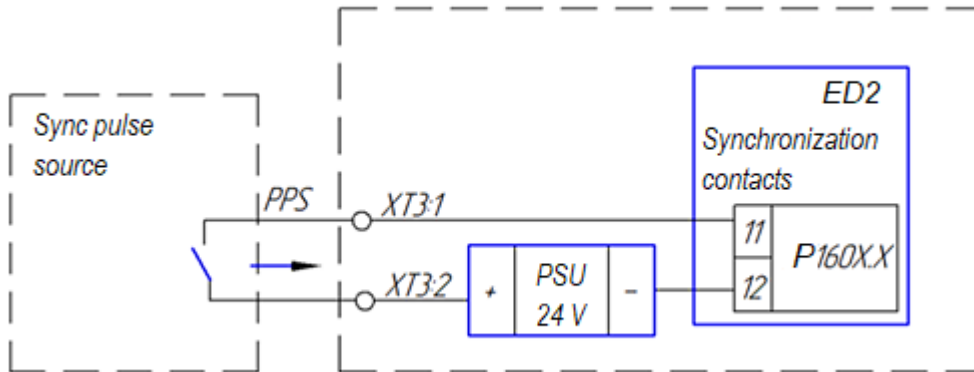 ED2
Sync pulse
source
Synchronization
contacts
PPS
XT3:1
11
P160X.X
XT3:2
+
PSU
24 V
−
12